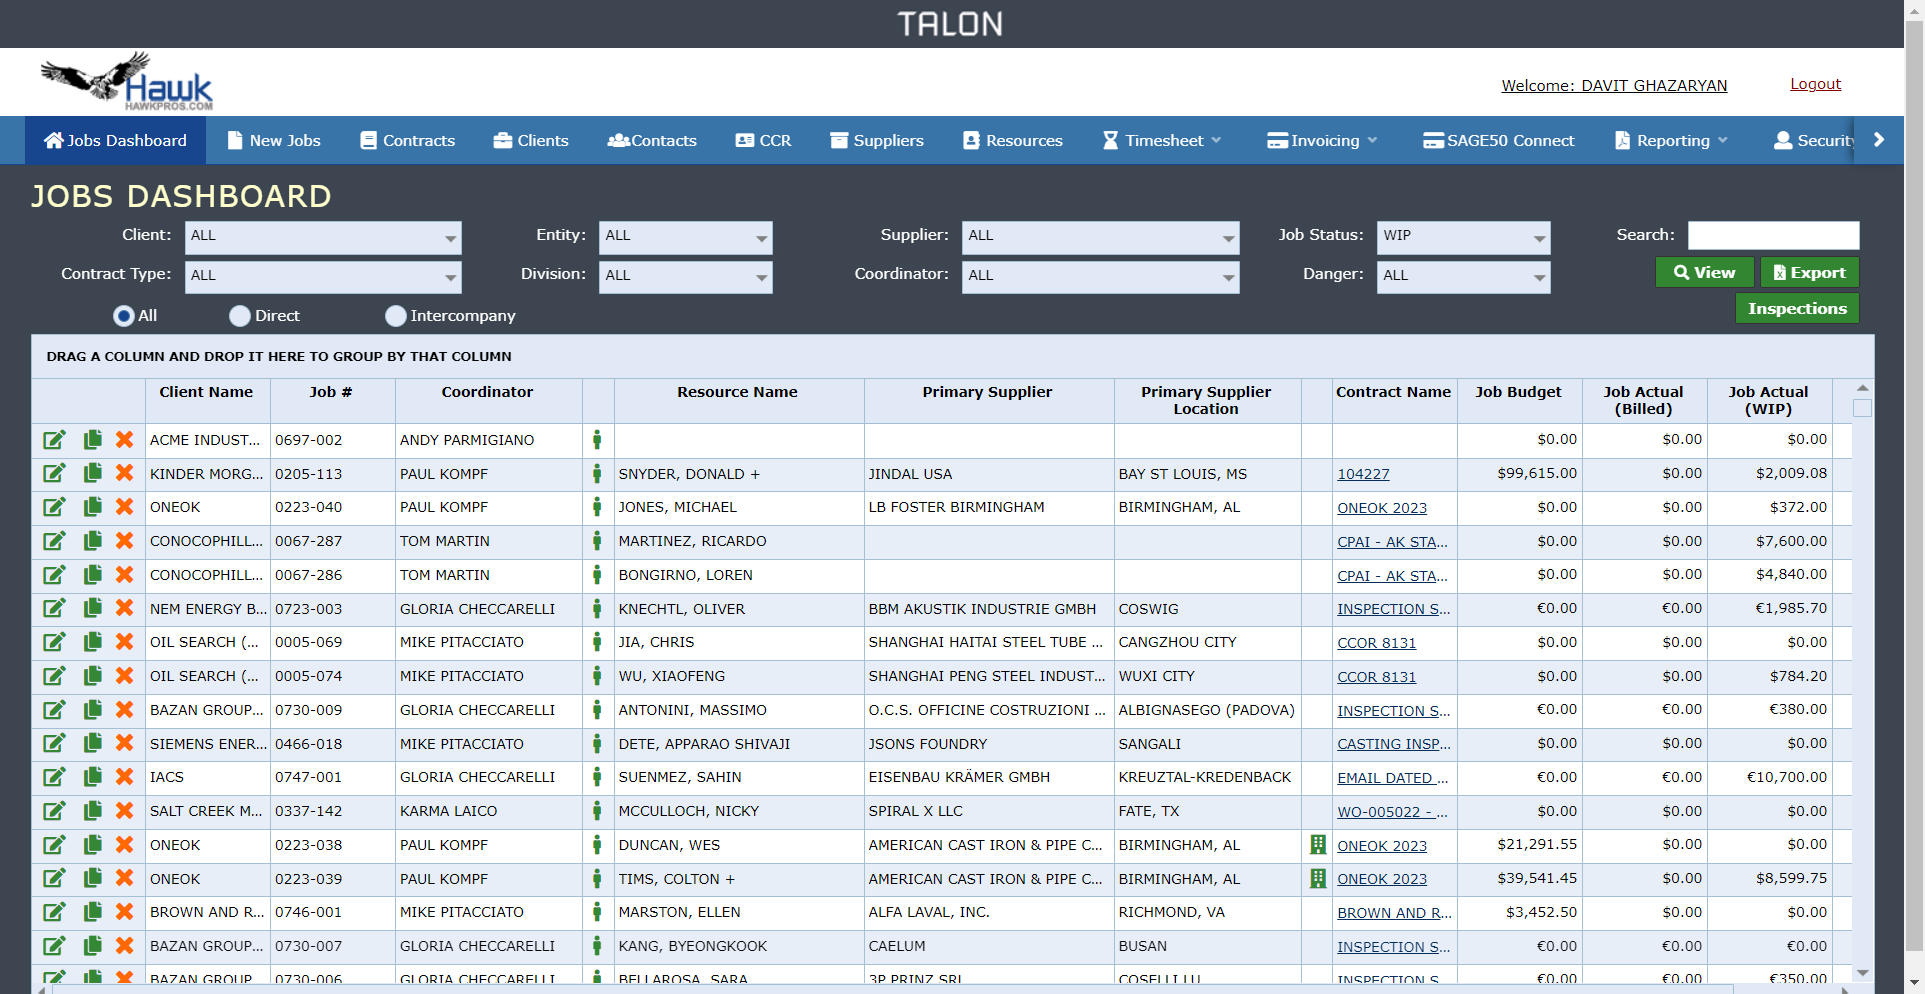 TALON
Hawk
HAWKPROS.COM
Welcome: DAVIT GHAZARYAN Logout
Jobs Dashboard New Jobs Contracts Clients Contacts CCR Suppliers Resources Timesheet Invoicing SAGE50 Connect Reporting Security
JOBS DASHBOARD
Client: ALL Entity: ALL Supplier: ALL Job Status: WIP Search:
Contract Type: ALL Division: ALL Coordinator: ALL Danger: ALL View Export
All Direct Intercompany Inspections
DRAG A COLUMN AND DROP IT HERE TO GROUP BY THAT COLUMN
Client Name Job # Coordinator Resource Name Primary Supplier Primary Supplier Location Contract Name Job Budget Job Actual (Billed) Job Actual (WIP)
ACME INDUST... 0697-002 ANDY PARMIGIANO $0.00 $0.00 $0.00
KINDER MORG... 0205-113 PAUL KOMPF SNYDER, DONALD + JINDAL USA BAY ST LOUIS, MS 104227 $99,615.00 $0.00 $2,009.08
ONEOK 0223-040 PAUL KOMPF JONES, MICHAEL LB FOSTER BIRMINGHAM BIRMINGHAM, AL ONEOK 2023 $0.00 $0.00 $372.00
CONOCOPHILL... 0067-287 TOM MARTIN MARTINEZ, RICARDO CPAI - AK STA... $0.00 $0.00 $7,600.00
CONOCOPHILL... 0067-286 TOM MARTIN BONGIRNO, LOREN CPAI - AK STA... $0.00 $0.00 $4,840.00
NEM ENERGY B... 0723-003 GLORIA CHECCARELLI KNECHTL, OLIVER BBM AKUSTIK INDUSTRIE GMBH COSWIG INSPECTION S... €0.00 €0.00 €1,985.70
OIL SEARCH (... 0005-069 MIKE PITACCIATO JIA, CHRIS SHANGHAI HAITAI STEEL TUBE ... CANGZHOU CITY CCOR 8131 $0.00 $0.00 $0.00
OIL SEARCH (... 0005-074 MIKE PITACCIATO WU, XIAOFENG SHANGHAI PENG STEEL INDUST... WUXI CITY CCOR 8131 $0.00 $0.00 $784.20
BAZAN GROUP... 0730-009 GLORIA CHECCARELLI ANTONINI, MASSIMO O.C.S. OFFICINE COSTRUZIONI ... ALBIGNASEGO (PADOVA) INSPECTION S... €0.00 €0.00 €380.00
SIEMENS ENER... 0466-018 MIKE PITACCIATO DETE, APPARAO SHIVAJI JSONS FOUNDRY SANGALI CASTING INSP... $0.00 $0.00 $0.00
IACS 0747-001 GLORIA CHECCARELLI SUENMEZ, SAHIN EISENBAU KRÄMER GMBH KREUZTAL-KREDENBACK EMAIL DATED ... €0.00 €0.00 €10,700.00
SALT CREEK M... 0337-142 KARMA LAICO MCCULLOCH, NICKY SPIRAL X LLC FATE, TX WO-005022 - ... $0.00 $0.00 $0.00
ONEOK 0223-038 PAUL KOMPF DUNCAN, WES AMERICAN CAST IRON & PIPE C... BIRMINGHAM, AL ONEOK 2023 $21,291.55 $0.00 $0.00
ONEOK 0223-039 PAUL KOMPF TIMS, COLTON + AMERICAN CAST IRON & PIPE C... BIRMINGHAM, AL ONEOK 2023 $39,541.45 $0.00 $8,599.75
BROWN AND R... 0746-001 MIKE PITACCIATO MARSTON, ELLEN ALFA LAVAL, INC. RICHMOND, VA BROWN AND R... $3,452.50 $0.00 $0.00
BAZAN GROUP... 0730-007 GLORIA CHECCARELLI KANG, BYEONGKOOK CAELUM BUSAN INSPECTION S... €0.00 €0.00 €0.00
BAZAN GROUP... 0730-006 GLORIA CHECCARELLI BELLAROSA, SARA 3P PRINZ SRL COSELLI LU INSPECTION S... €0.00 €0.00 €350.00